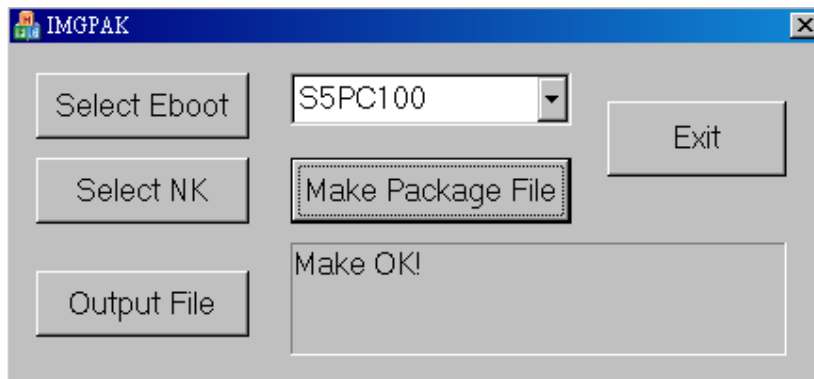 IMGPAK
Select Eboot
S5PC100
Exit
Select NK
Make Package File
Make OK!
Output File